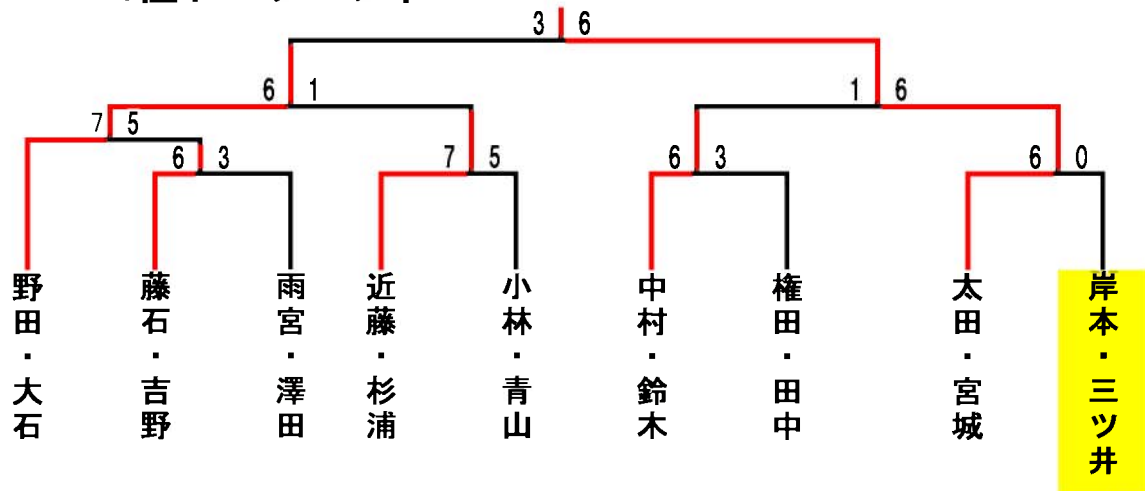 3 6
6 1
1 6
7 5
6 3
7 5
6 3
6 0
野田・大石
藤石・吉野
雨宮・澤田
近藤・杉浦
小林・青山
中村・鈴木
権田・田中
太田・宮城
岸本・三ツ井